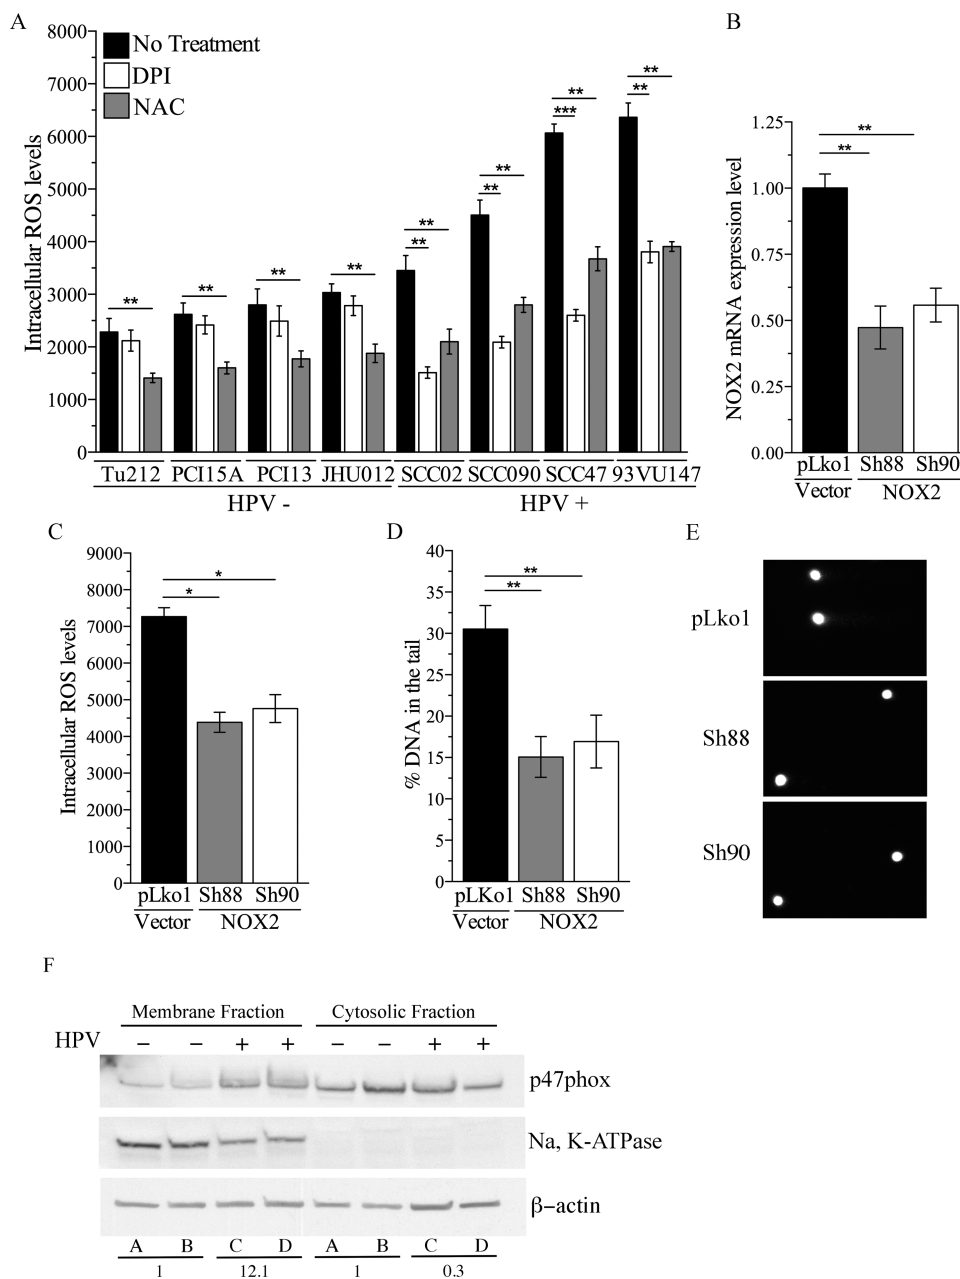 A
8000
7000
6000
5000
4000
3000
2000
1000
0
Intracellular ROS levels
No Treatment
DPI
NAC
** ** ** ** ** ** ** ** *** ** ** **
Tu212 PCI15A PCI13 JHU012 SCC02 SCC090 SCC47 93VU147
HPV - HPV +
B
1.25
1.00
0.75
0.50
0.25
0.00
NOX2 mRNA expression level
**
**
pLko1 Sh88 Sh90
Vector NOX2
C
9000
8000
7000
6000
5000
4000
3000
2000
1000
0
Intracellular ROS levels
*
*
pLko1 Sh88 Sh90
Vector NOX2
D
40
35
30
25
20
15
10
5
0
% DNA in the tail
**
**
pLKo1 Sh88 Sh90
Vector NOX2
E
pLko1
Sh88
Sh90
F
Membrane Fraction Cytosolic Fraction
HPV − − + + − − + +
p47phox
Na, K-ATPase
β−actin
A B C D A B C D
1 12.1 1 0.3